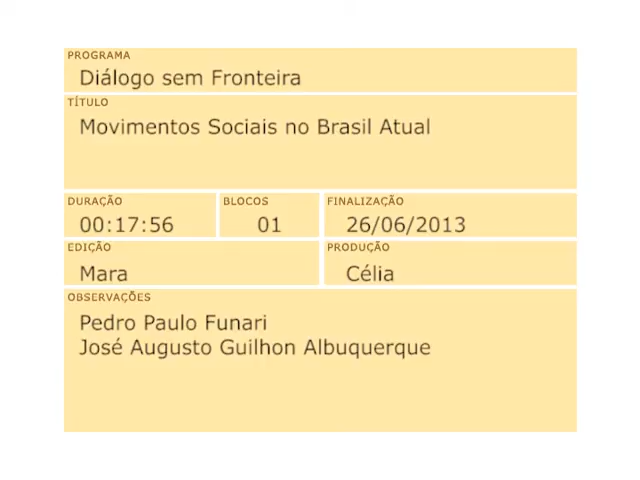 PROGRAMA
Diálogo sem Fronteira
TÍTULO
Movimentos Sociais no Brasil Atual
DURAÇÃO BLOCOS FINALIZAÇÃO
00:17:56 01 26/06/2013
EDIÇÃO PRODUÇÃO
Mara Célia
OBSERVAÇÕES
Pedro Paulo Funari
José Augusto Guilhon Albuquerque